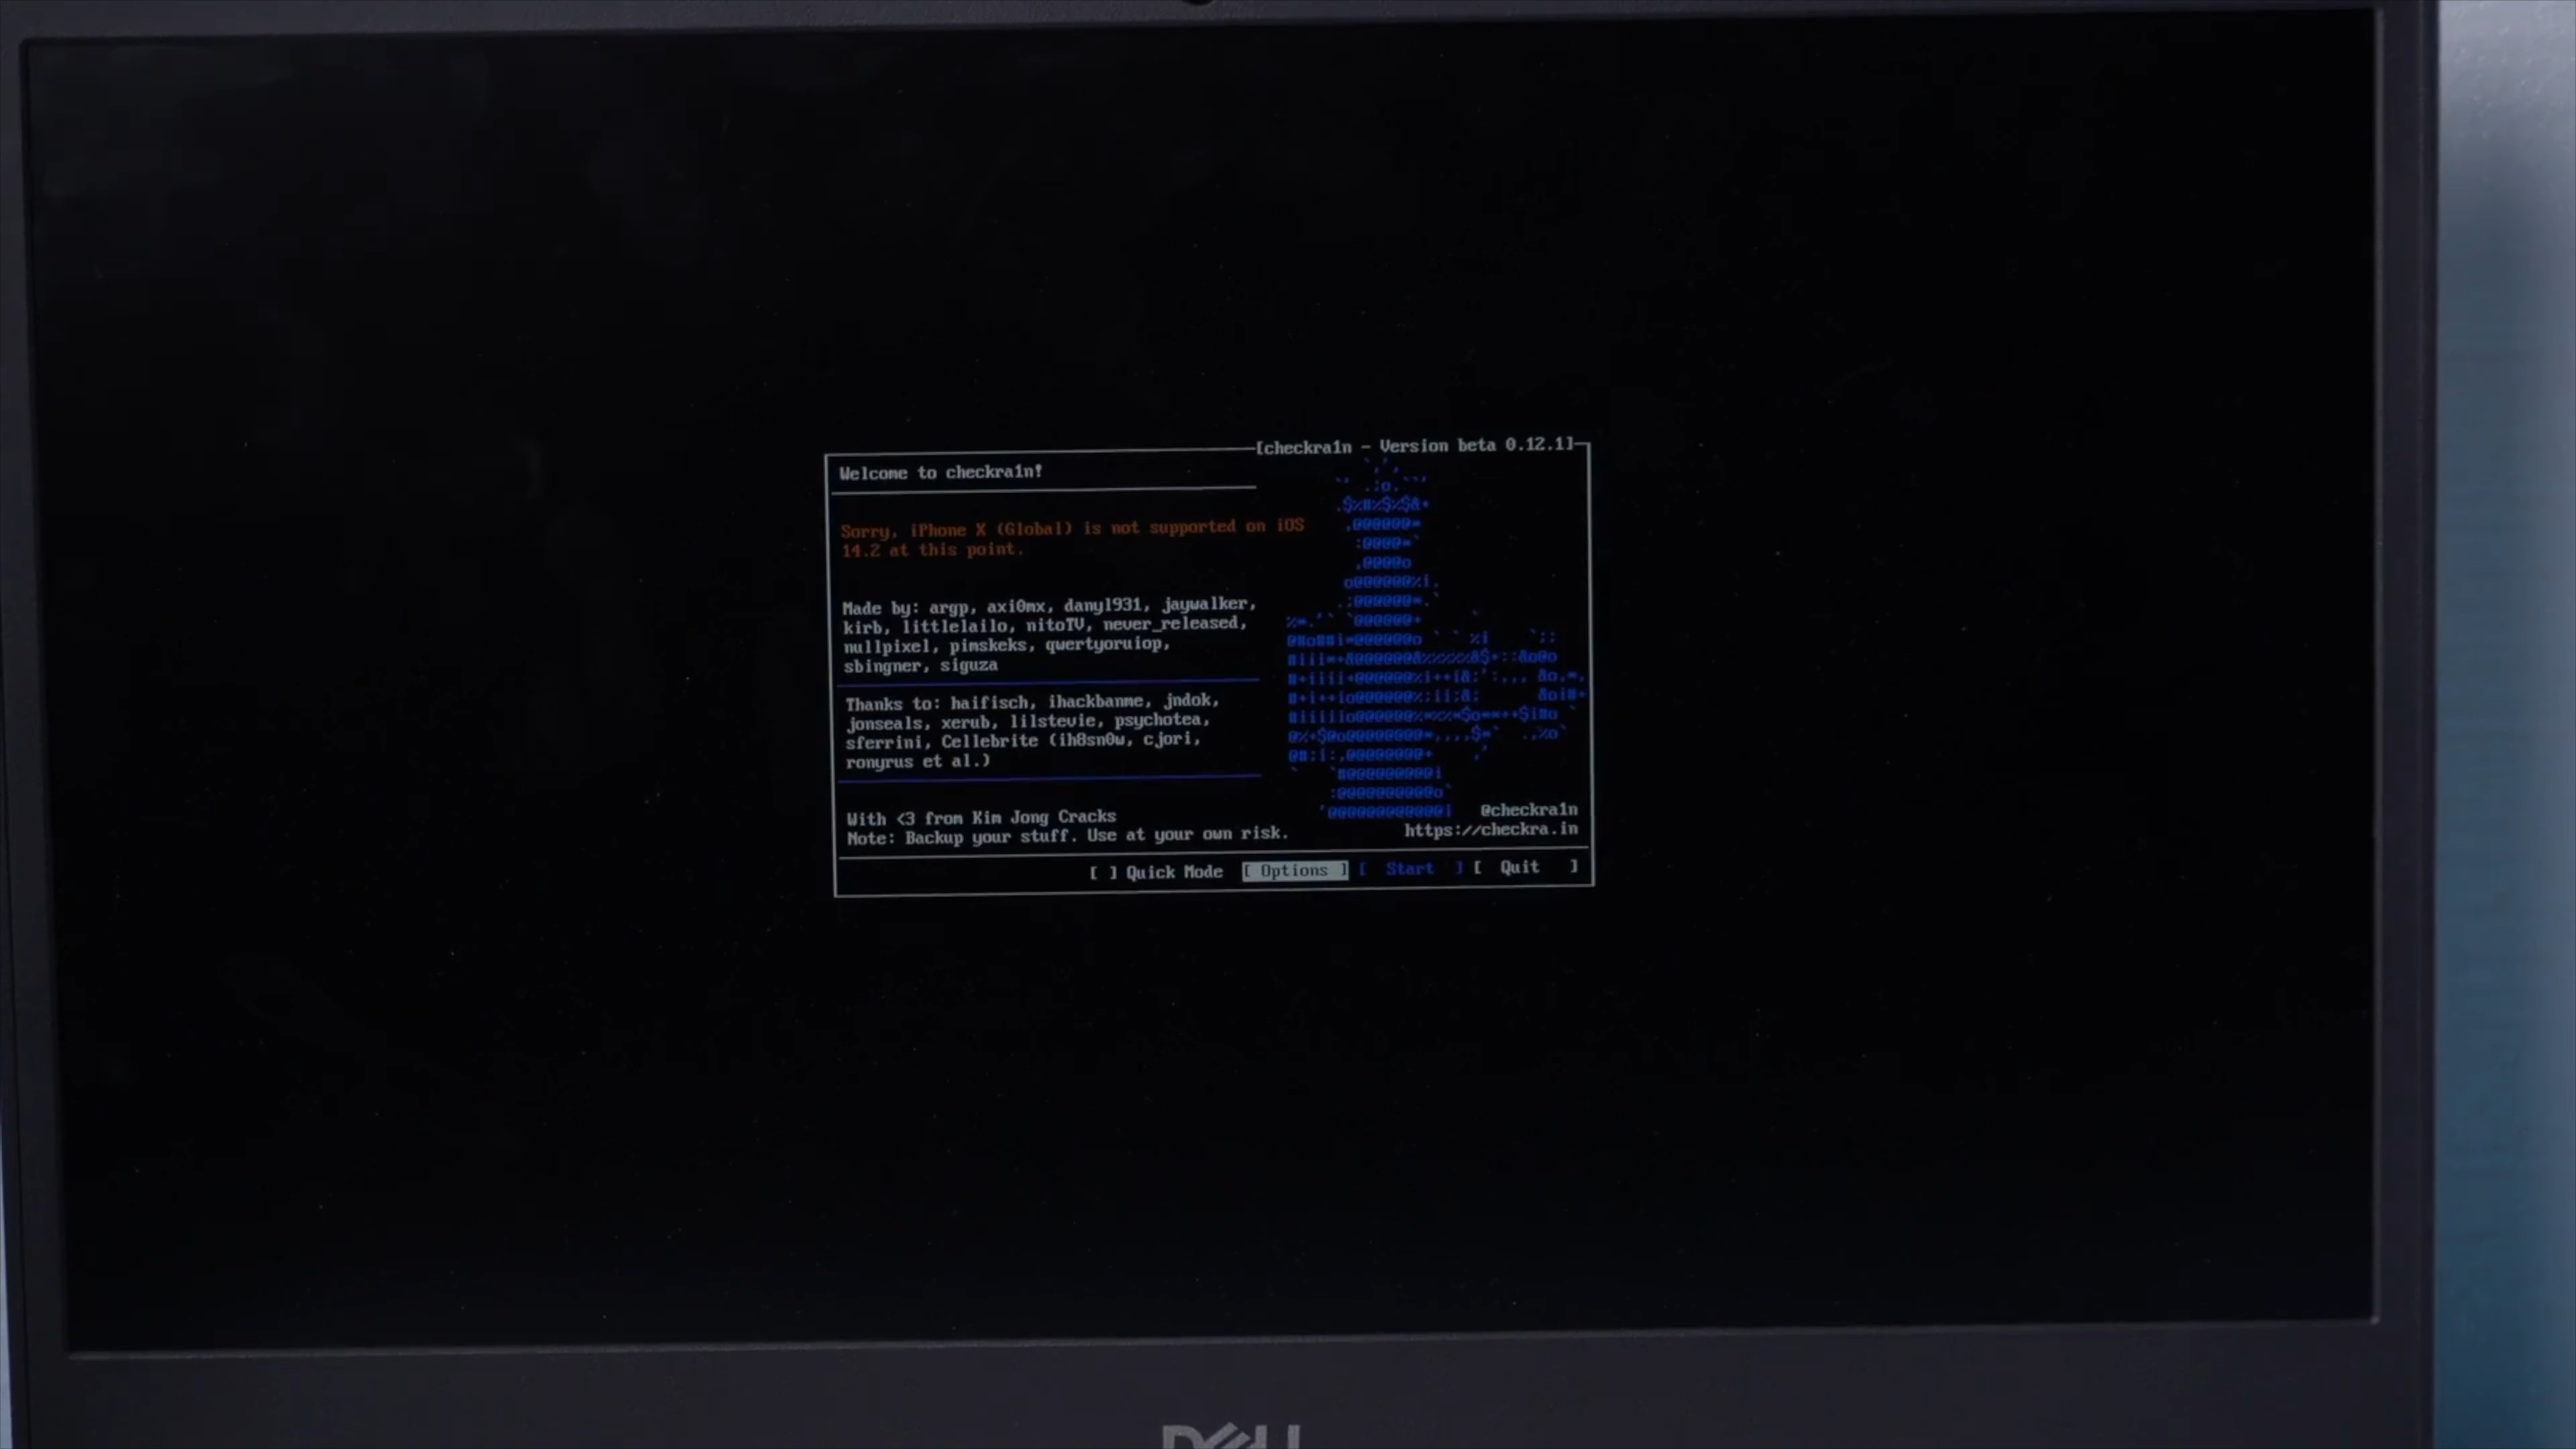 [checkra1n - Version beta 0.12.1]
Welcome to checkra1n!
Sorry, iPhone X (Global) is not supported on iOS
14.2 at this point.
Made by: argp, axi0mx, danyl931, jaywalker,
kirb, littlelailo, nitoTV, never_released,
nullpixel, pimskeks, qwertyoruiop,
sbingner, siguza
Thanks to: haifisch, ihackbanme, jndok,
jonseals, xerub, lilstevie, psychotea,
sferrini, Cellebrite (ih8sn0w, cjori,
ronyrus et al.)
With <3 from Kim Jong Cracks
Note: Backup your stuff. Use at your own risk.
@checkra1n
https://checkra.in
[ ] Quick Mode [ Options ] [ Start ] [ Quit ]
DELL